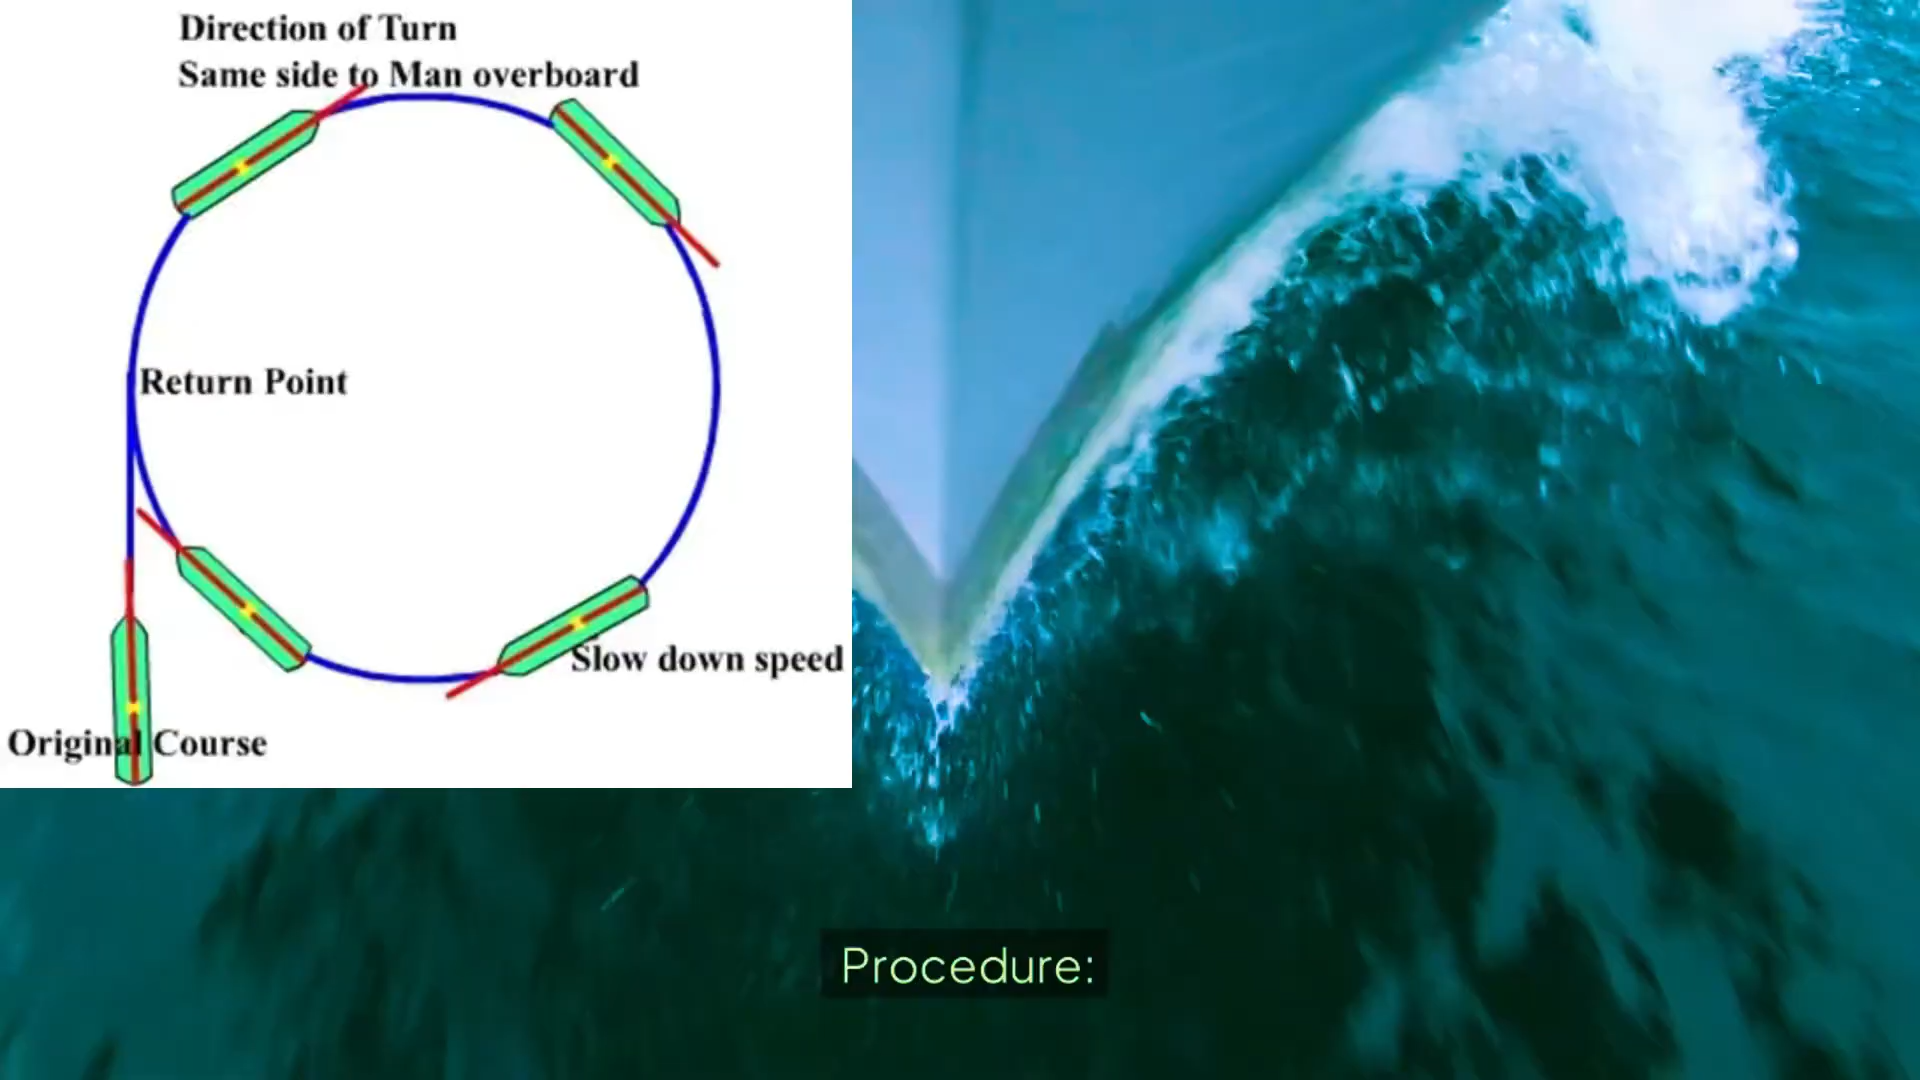 Direction of Turn
Same side to Man overboard
Return Point
Slow down speed
Original Course
Procedure: